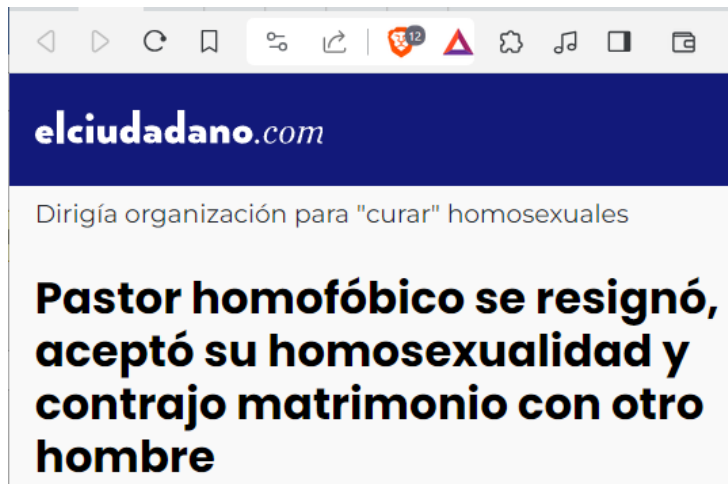 12
elciudadano.com
Dirigía organización para "curar" homosexuales
Pastor homofóbico se resignó,
aceptó su homosexualidad y
contrajo matrimonio con otro
hombre